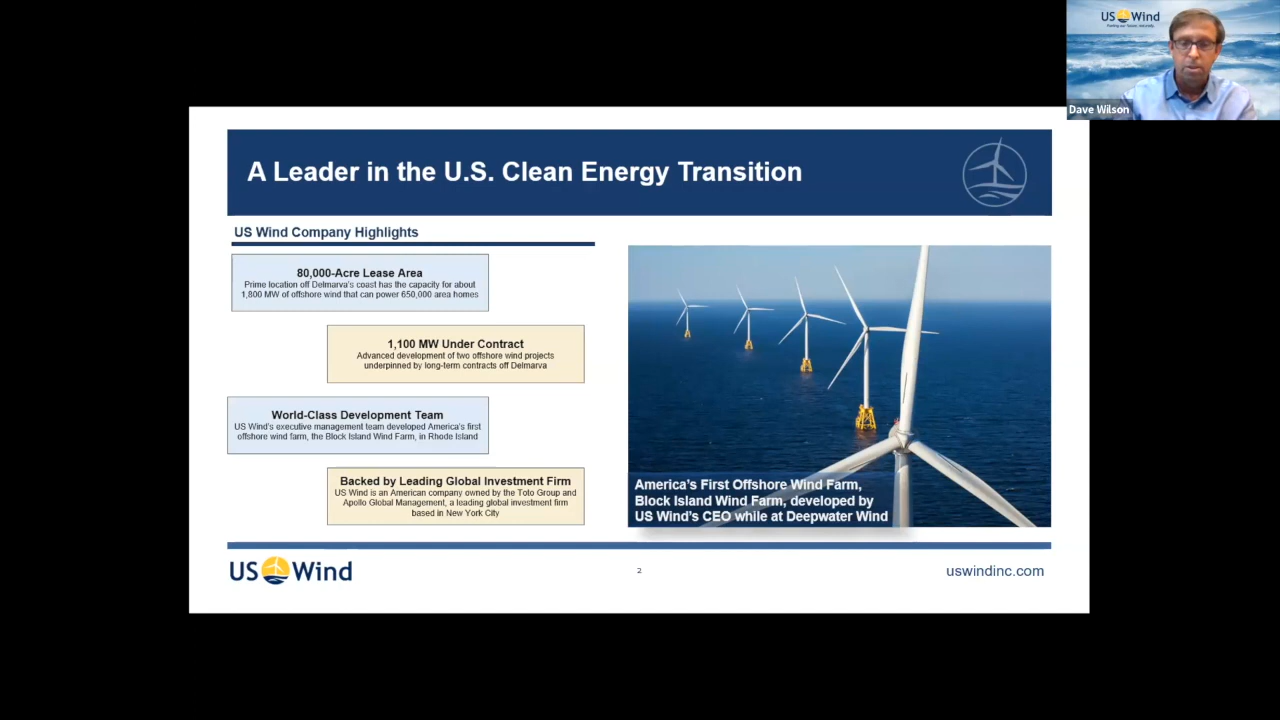 US Wind
Dave Wilson
A Leader in the U.S. Clean Energy Transition
US Wind Company Highlights
80,000-Acre Lease Area
Prime location off Delmarva's coast has the capacity for about
1,800 MW of offshore wind that can power 650,000 area homes
1,100 MW Under Contract
Advanced development of two offshore wind projects
underpinned by long-term contracts off Delmarva
World-Class Development Team
US Wind's executive management team developed America's first
offshore wind farm, the Block Island Wind Farm, in Rhode Island
Backed by Leading Global Investment Firm
US Wind is an American company owned by the Toto Group and
Apollo Global Management, a leading global investment firm
based in New York City
America's First Offshore Wind Farm,
Block Island Wind Farm, developed by
US Wind's CEO while at Deepwater Wind
US Wind
2
uswindinc.com